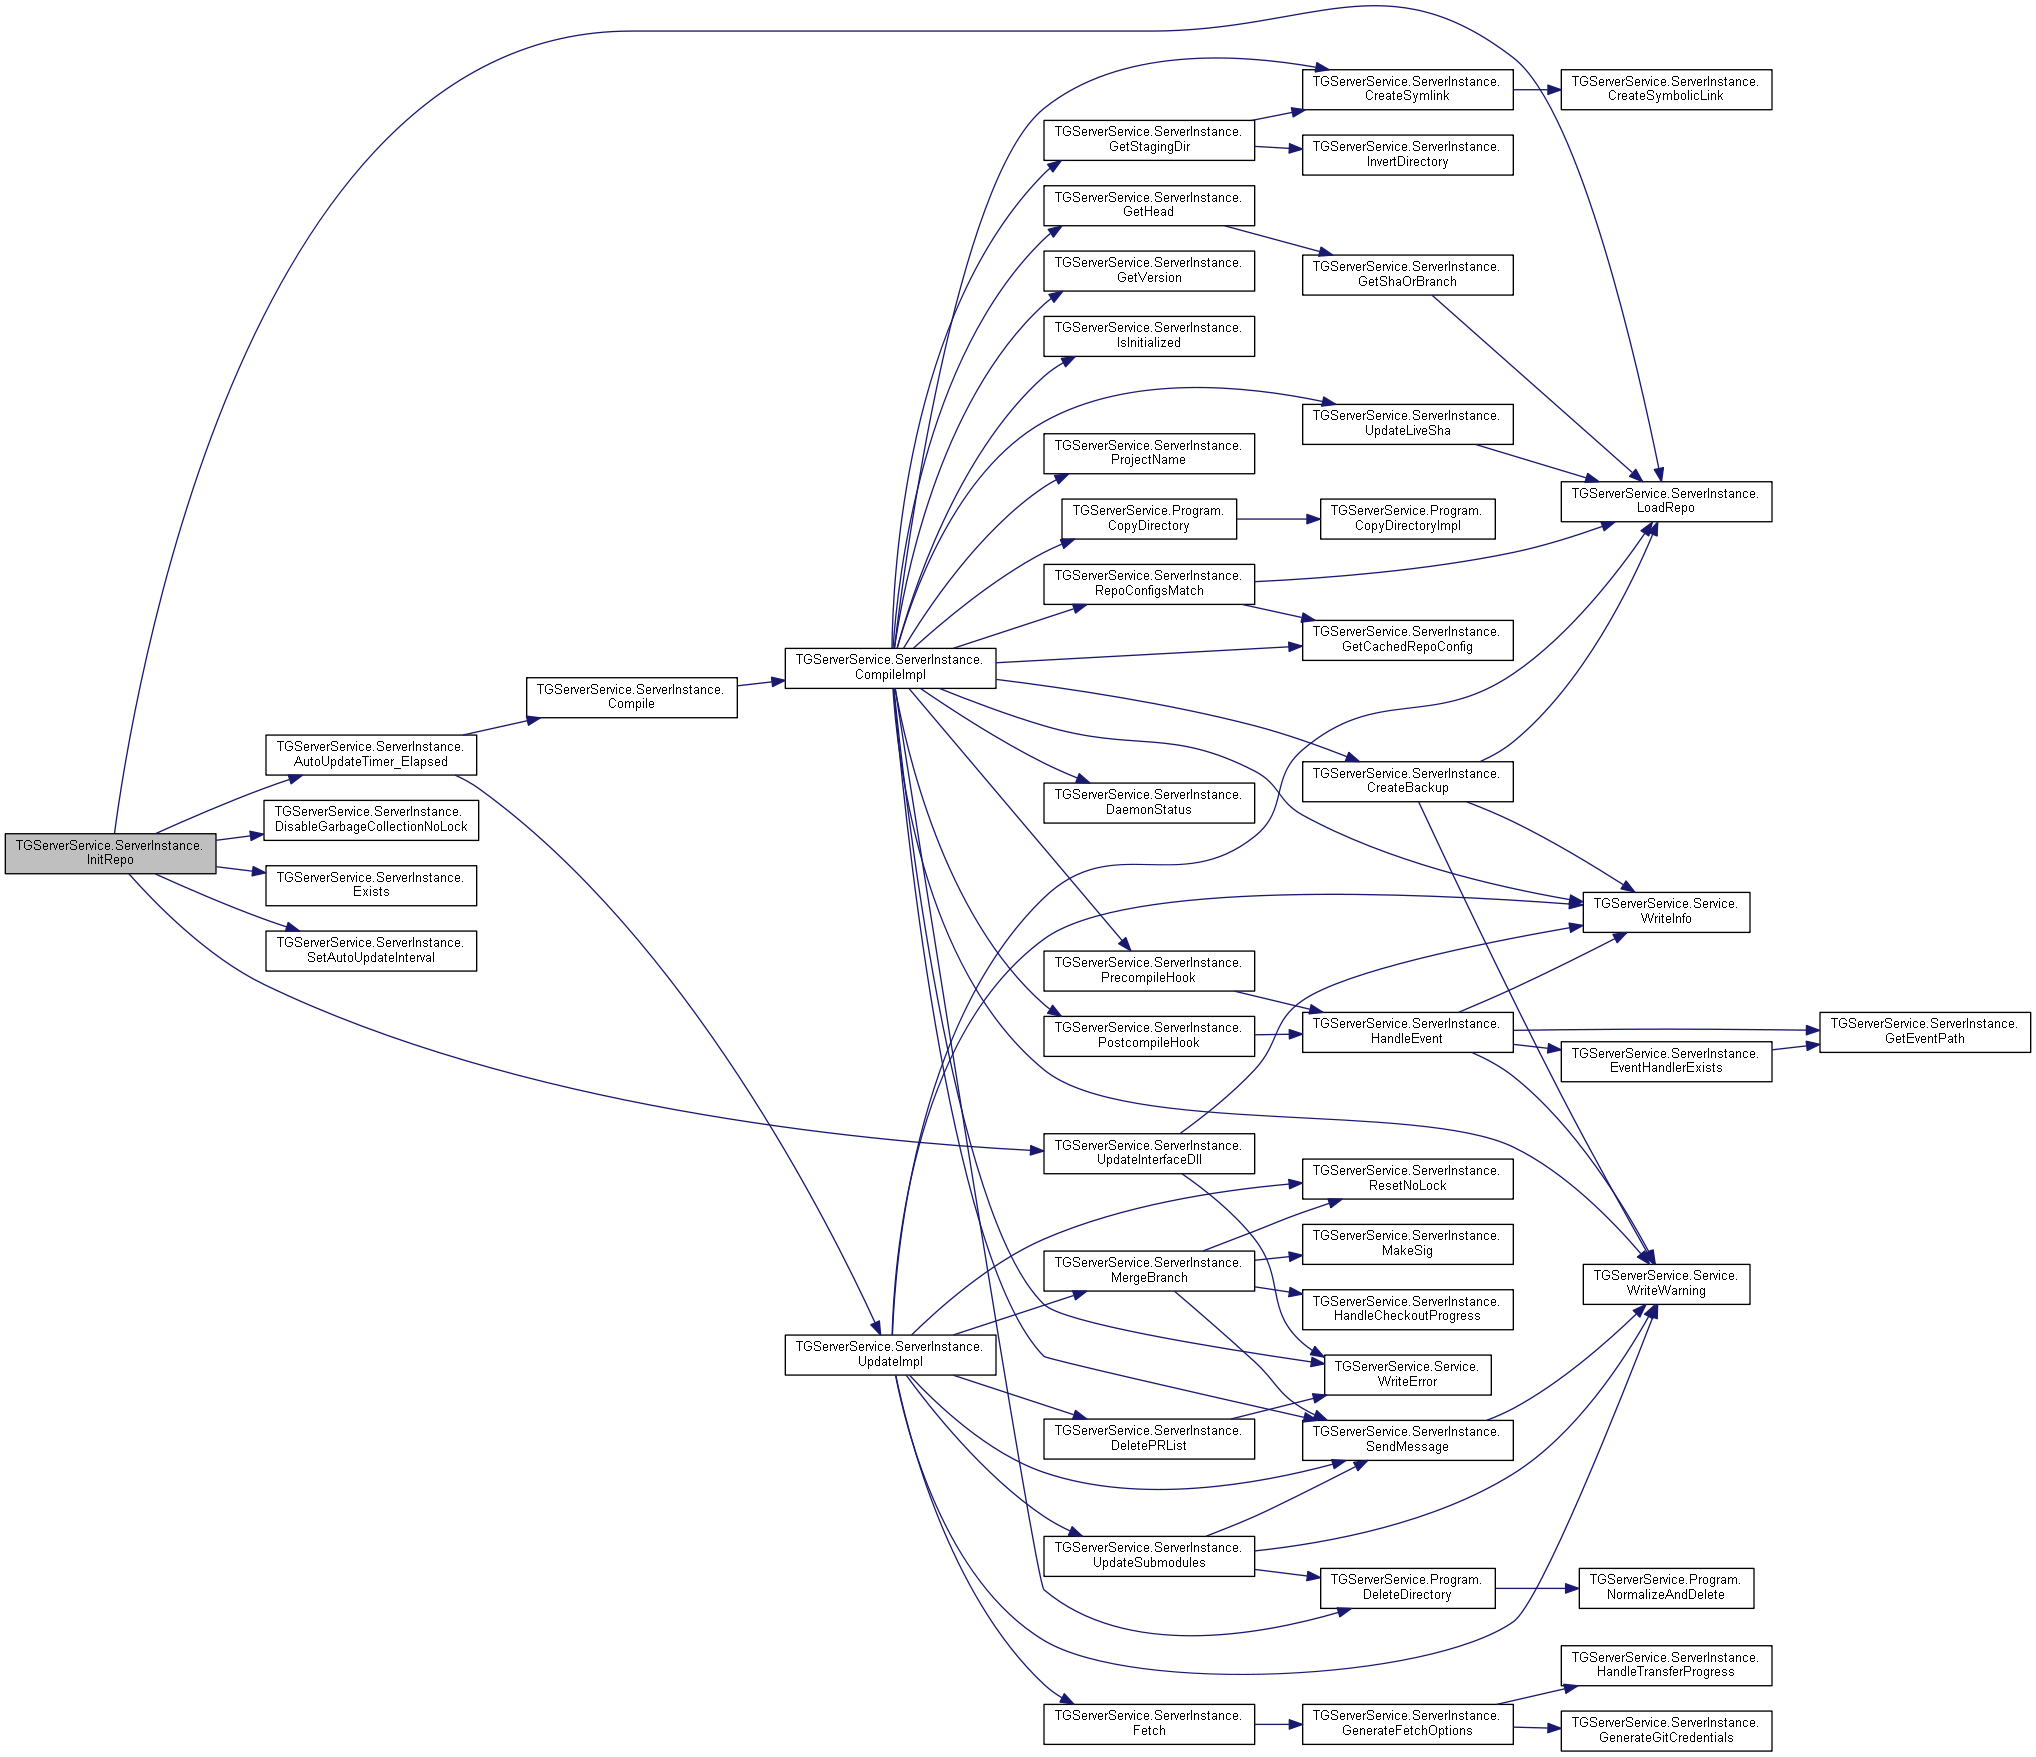 TGServerService.ServerInstance.
InitRepo
TGServerService.ServerInstance.
AutoUpdateTimer_Elapsed
TGServerService.ServerInstance.
DisableGarbageCollectionNoLock
TGServerService.ServerInstance.
Exists
TGServerService.ServerInstance.
SetAutoUpdateInterval
TGServerService.ServerInstance.
Compile
TGServerService.ServerInstance.
CompileImpl
TGServerService.ServerInstance.
UpdateImpl
TGServerService.ServerInstance.
GetStagingDir
TGServerService.ServerInstance.
GetHead
TGServerService.ServerInstance.
GetVersion
TGServerService.ServerInstance.
IsInitialized
TGServerService.ServerInstance.
ProjectName
TGServerService.Program.
CopyDirectory
TGServerService.ServerInstance.
RepoConfigsMatch
TGServerService.ServerInstance.
DaemonStatus
TGServerService.ServerInstance.
PrecompileHook
TGServerService.ServerInstance.
PostcompileHook
TGServerService.ServerInstance.
UpdateInterfaceDll
TGServerService.ServerInstance.
MergeBranch
TGServerService.ServerInstance.
DeletePRList
TGServerService.ServerInstance.
UpdateSubmodules
TGServerService.ServerInstance.
Fetch
TGServerService.ServerInstance.
CreateSymlink
TGServerService.ServerInstance.
InvertDirectory
TGServerService.ServerInstance.
GetShaOrBranch
TGServerService.ServerInstance.
UpdateLiveSha
TGServerService.Program.
CopyDirectoryImpl
TGServerService.ServerInstance.
GetCachedRepoConfig
TGServerService.ServerInstance.
CreateBackup
TGServerService.ServerInstance.
HandleEvent
TGServerService.ServerInstance.
ResetNoLock
TGServerService.ServerInstance.
MakeSig
TGServerService.ServerInstance.
HandleCheckoutProgress
TGServerService.Service.
WriteError
TGServerService.ServerInstance.
SendMessage
TGServerService.Program.
DeleteDirectory
TGServerService.ServerInstance.
GenerateFetchOptions
TGServerService.ServerInstance.
CreateSymbolicLink
TGServerService.ServerInstance.
LoadRepo
TGServerService.Service.
WriteInfo
TGServerService.ServerInstance.
EventHandlerExists
TGServerService.Service.
WriteWarning
TGServerService.Program.
NormalizeAndDelete
TGServerService.ServerInstance.
HandleTransferProgress
TGServerService.ServerInstance.
GenerateGitCredentials
TGServerService.ServerInstance.
GetEventPath